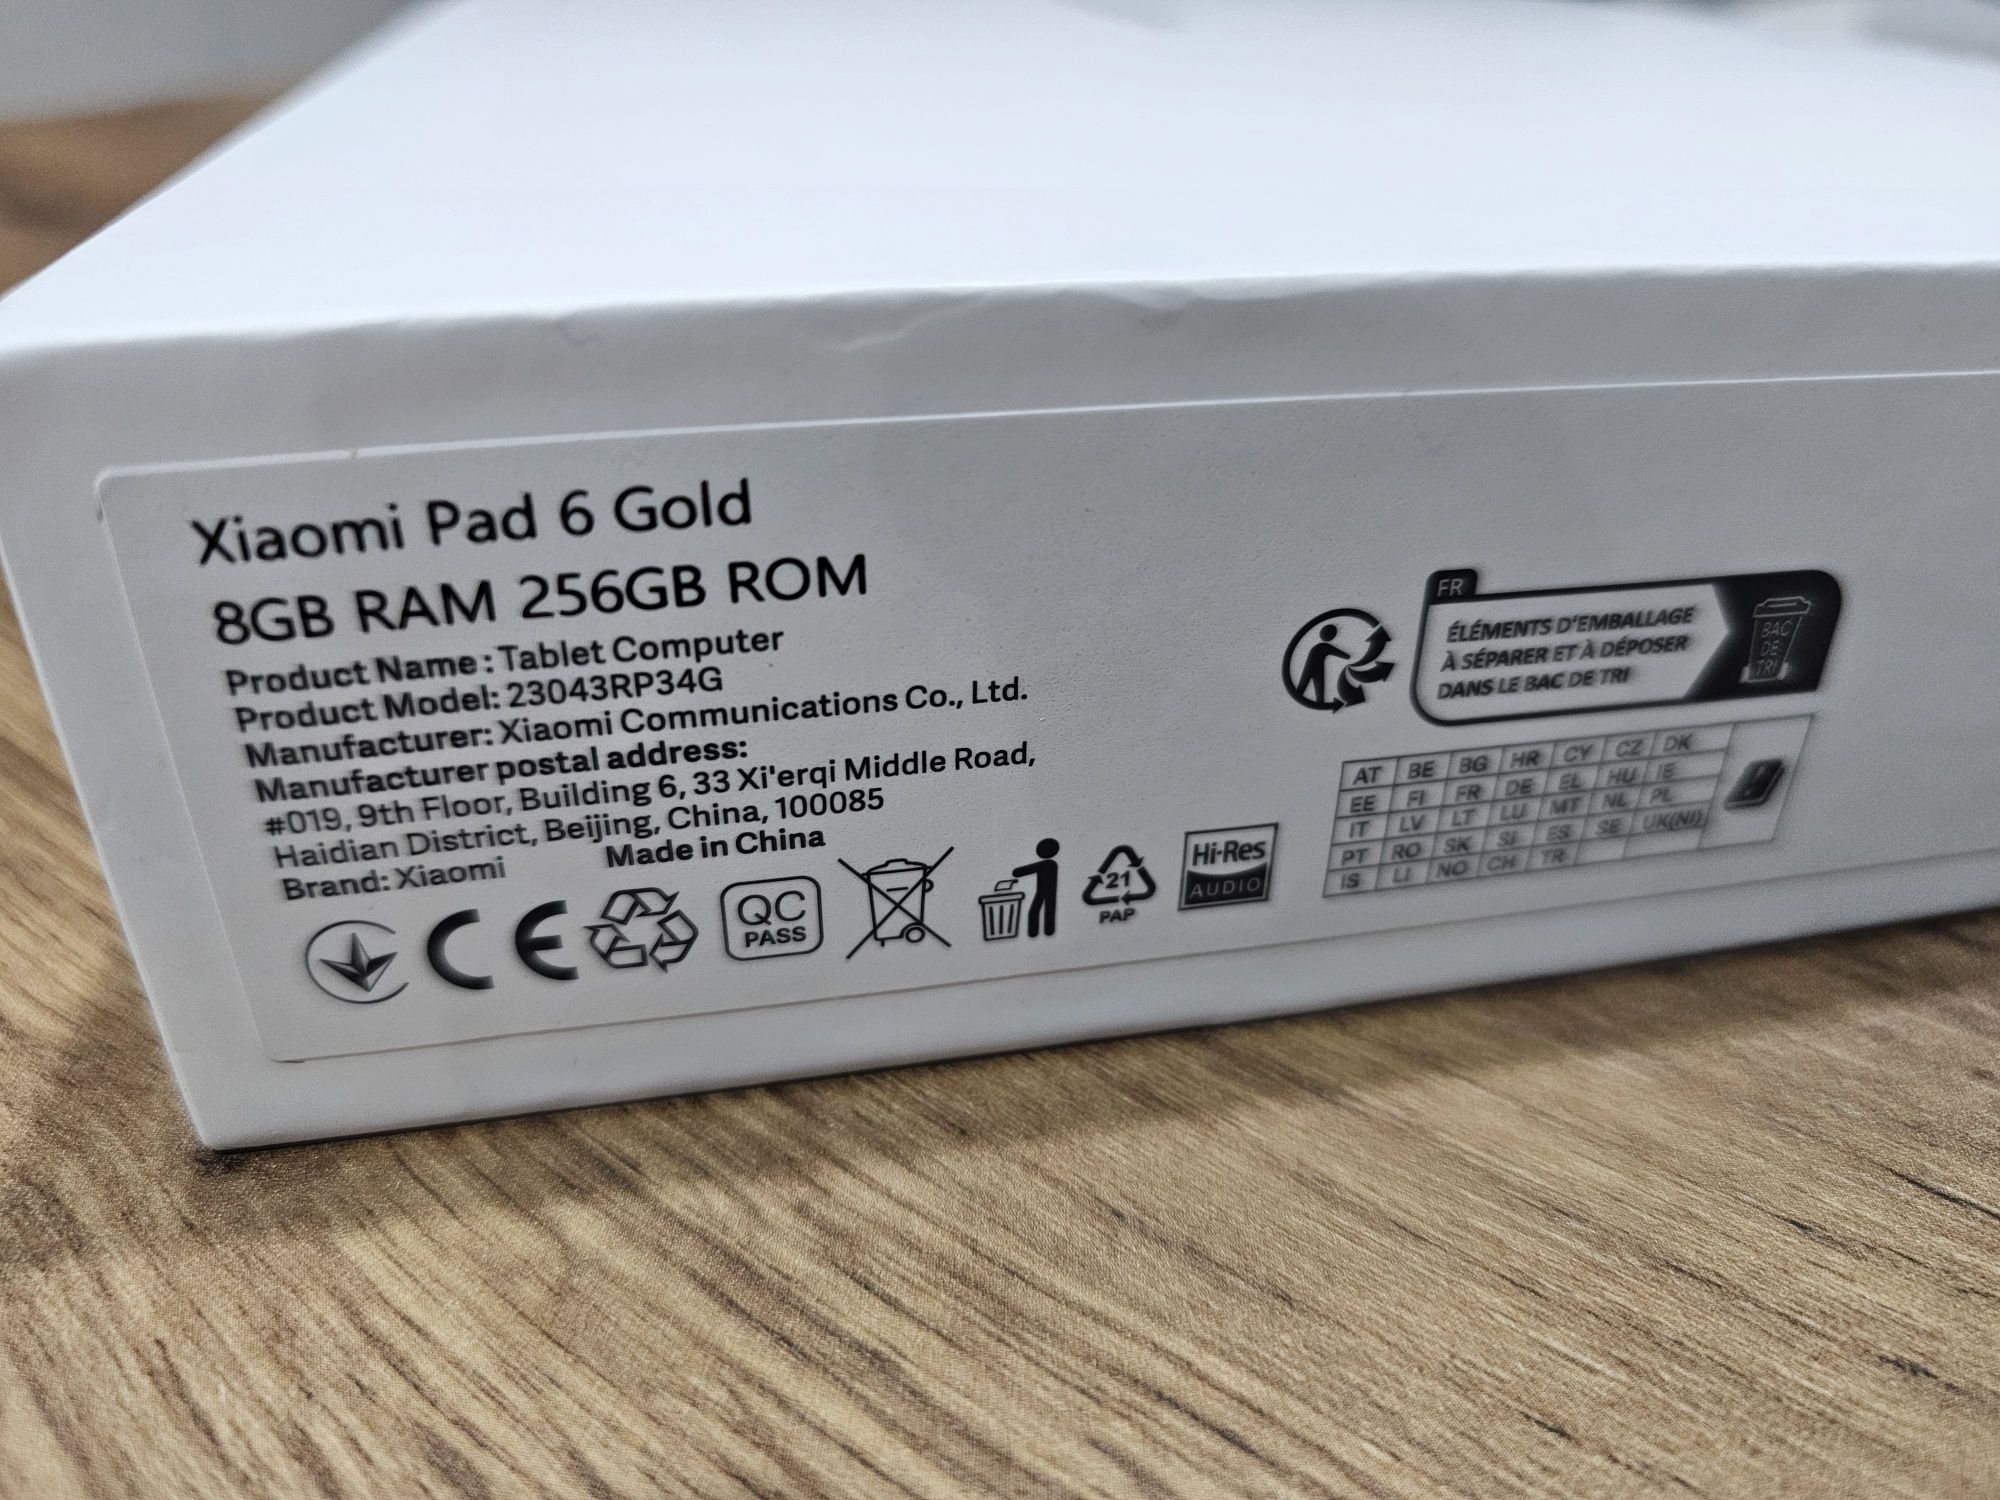 Xiaomi Pad 6 Gold
8GB RAM 256GB ROM
Product Name : Tablet Computer
Product Model: 23043RP34G
Manufacturer: Xiaomi Communications Co., Ltd.
Manufacturer postal address:
#019, 9th Floor, Building 6, 33 Xi'erqi Middle Road,
Haidian District, Beijing, China, 100085
Brand: Xiaomi Made in China
CE
QC
PASS
21
PAP
Hi-Res
AUDIO
FR
ÉLÉMENTS D'EMBALLAGE
À SÉPARER ET À DÉPOSER
DANS LE BAC DE TRI
BAC
DE
TRI
AT BE BG HR CY CZ DK
EE FI FR DE EL HU IE
IT LV LT LU MT NL PL
PT RO SK SI ES SE UK(NI)
IS LI NO CH TR